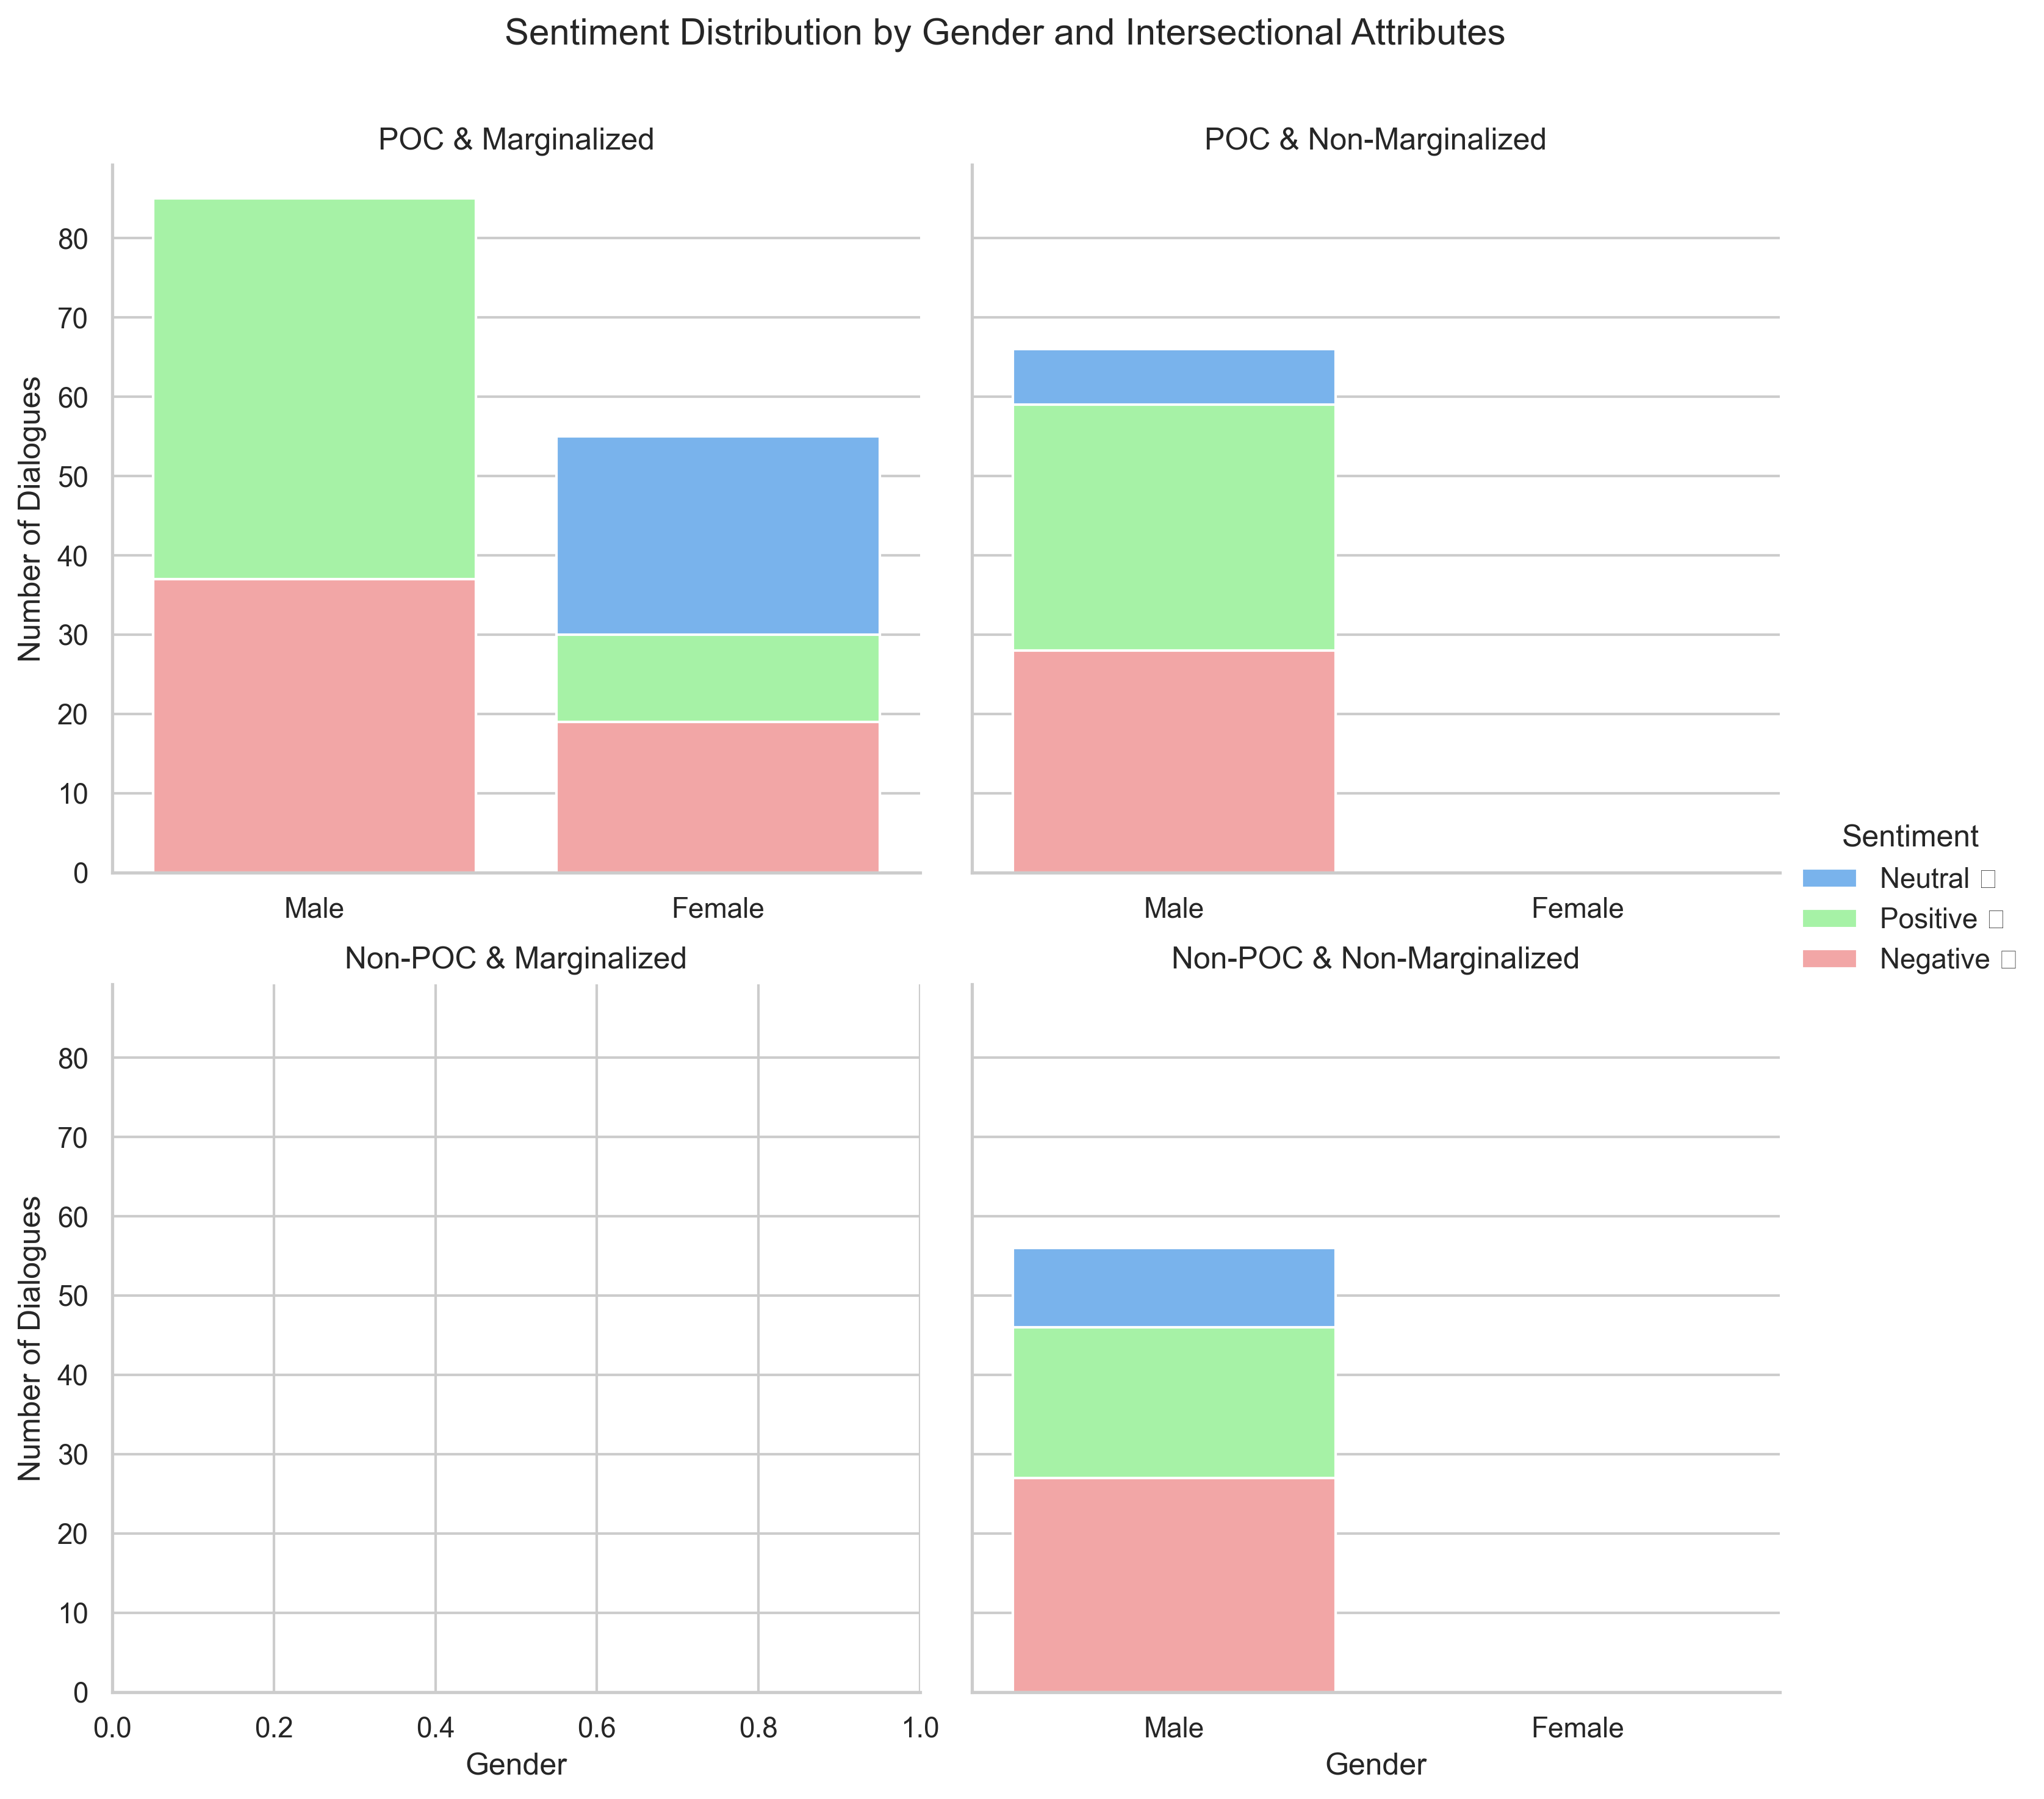 Sentiment Distribution by Gender and Intersectional Attributes
POC & Marginalized
POC & Non-Marginalized
Number of Dialogues
80
70
60
50
40
30
20
10
0
Male
Female
Male
Female
Sentiment
Neutral
Positive
Negative
Non-POC & Marginalized
Non-POC & Non-Marginalized
Number of Dialogues
80
70
60
50
40
30
20
10
0
0.0 0.2 0.4 0.6 0.8 1.0
Gender
Male
Female
Gender